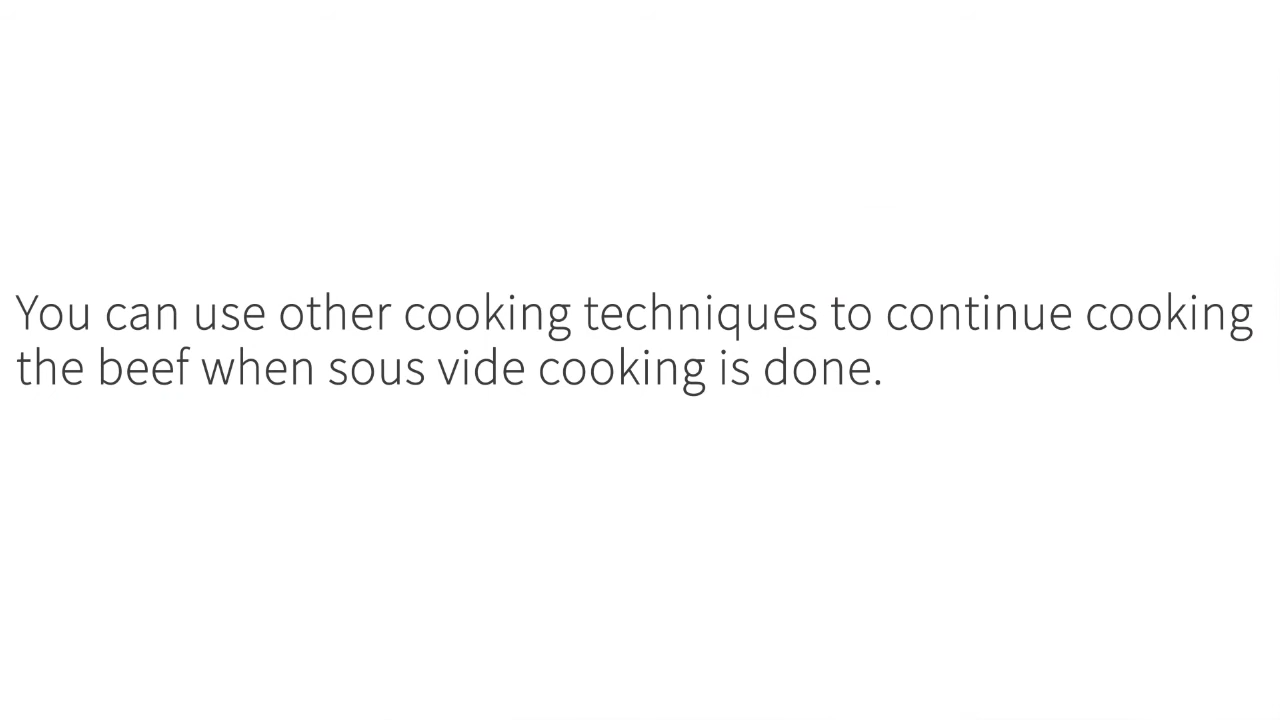 You can use other cooking techniques to continue cooking
the beef when sous vide cooking is done.